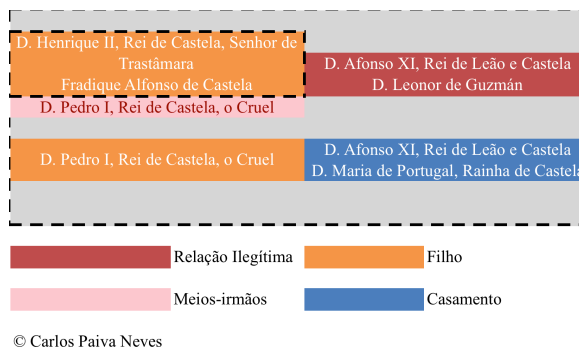 D. Henrique II, Rei de Castela, Senhor de
Trastâmara
Fradique Alfonso de Castela
D. Pedro I, Rei de Castela, o Cruel
D. Afonso XI, Rei de Leão e Castela
D. Leonor de Guzmán
D. Pedro I, Rei de Castela, o Cruel
D. Afonso XI, Rei de Leão e Castela
D. Maria de Portugal, Rainha de Castela
Relação Ilegítima
Filho
Meios-irmãos
Casamento
© Carlos Paiva Neves